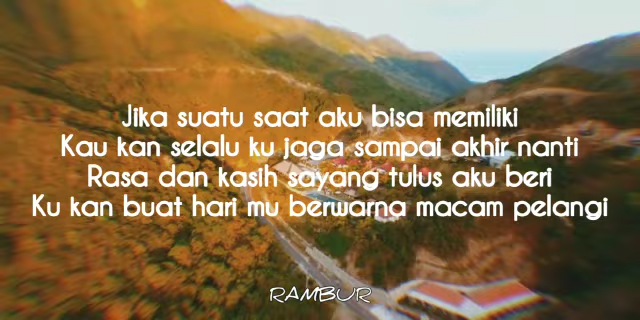 Jika suatu saat aku bisa memiliki
Kau kan selalu ku jaga sampai akhir nanti
Rasa dan kasih sayang tulus aku beri
Ku kan buat hari mu berwarna macam pelangi
RAMBUR